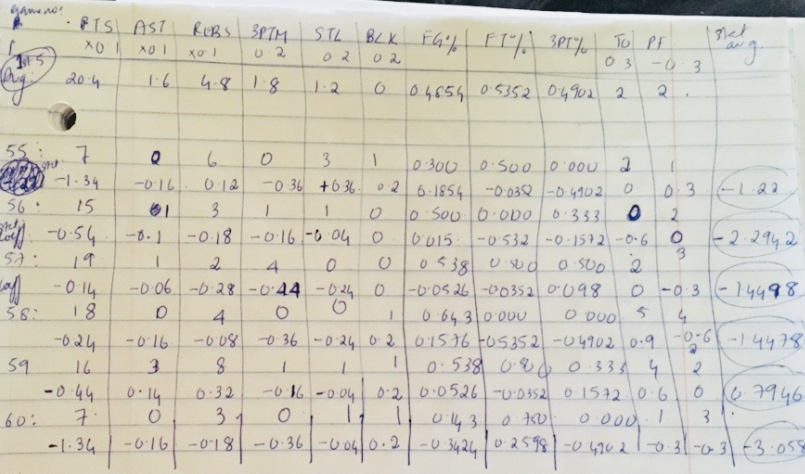 game no: PTS AST REBS 3PTM STL BLK FG% FT% 3PT% TO PF Stat avg.
x0.1 x0.1 x0.1 0.2 0.2 0.2 0.3 -0.3
1st 5 Avg: 20.4 1.6 4.8 1.8 1.2 0 0.4854 0.5352 0.4902 2 2.
55: 7 0 6 0 3 1 0.300 0.500 0.000 2 1
-1.34 -0.16 0.12 -0.36 +0.36 0.2 0.1854 -0.0352 -0.4902 0 0.3 -1.22
56: 15 1 3 1 1 0 0.500 0.000 0.333 0 2
-0.54 -0.1 -0.18 -0.16 -0.04 0 0.015 -0.532 -0.1572 -0.6 0 -2.2942
57: 19 1 2 4 0 0 0.538 0.500 0.500 2 3
-0.14 -0.06 -0.28 -0.44 -0.24 0 -0.0526 -0.0352 0.098 0 -0.3 -1.4498
58: 18 0 4 0 0 1 0.643 0.000 0.000 5 4
-0.24 -0.16 -0.08 -0.36 -0.24 0.2 0.1576 -0.5352 -0.4902 0.9 -0.6 -1.4478
59 16 3 8 1 1 1 0.538 0.333 4 2
-0.44 0.14 0.32 -0.16 -0.04 0.2 0.0526 -0.0352 0.1572 0.6 0 0.7946
60: 7 0 3 0 1 1 0.143 0.750 0.000 1 3
-1.34 -0.16 -0.18 -0.36 -0.04 0.2 -0.3424 0.2598 -0.4902 -0.3 -0.3 -3.055